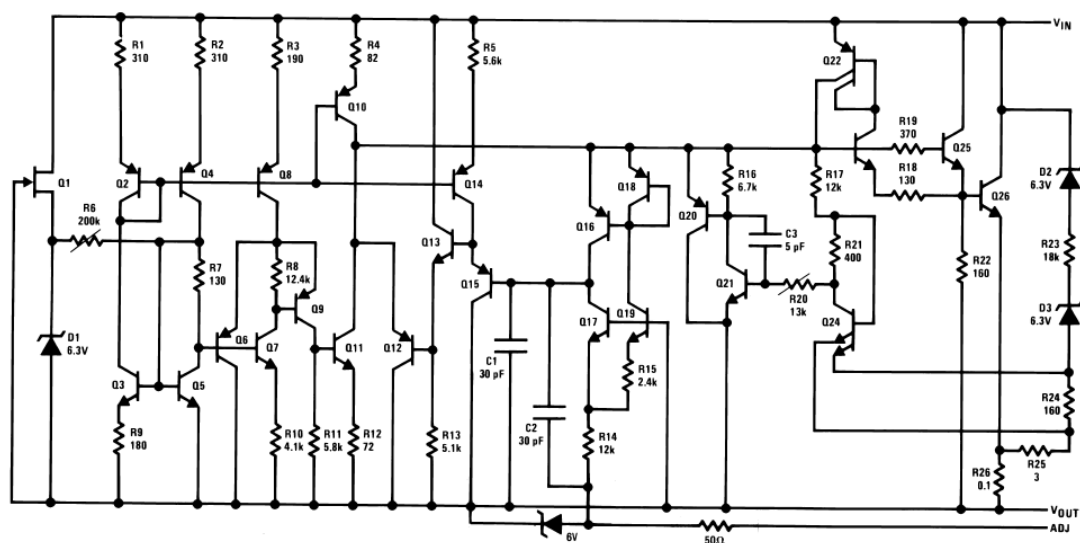 VIN
R1
310
R2
310
R3
190
R4
82
R5
5.6k
Q22
Q10
R19
370
Q25
Q1
Q2
Q4
Q8
Q14
Q18
R16
6.7k
R17
12k
R18
130
Q26
D2
6.3V
R6
200k
Q13
Q16
Q20
C3
5 pF
R7
130
R8
12.4k
Q15
Q21
R21
400
R22
160
R23
18k
D1
6.3V
Q6
Q7
Q9
Q11
Q12
Q17
Q19
R20
13k
Q24
D3
6.3V
C1
30 pF
R15
2.4k
Q3
Q5
R9
180
R10
4.1k
R11
5.8k
R12
72
R13
5.1k
C2
30 pF
R14
12k
R24
160
R26
0.1
R25
3
VOUT
6V
50Ω
ADJ